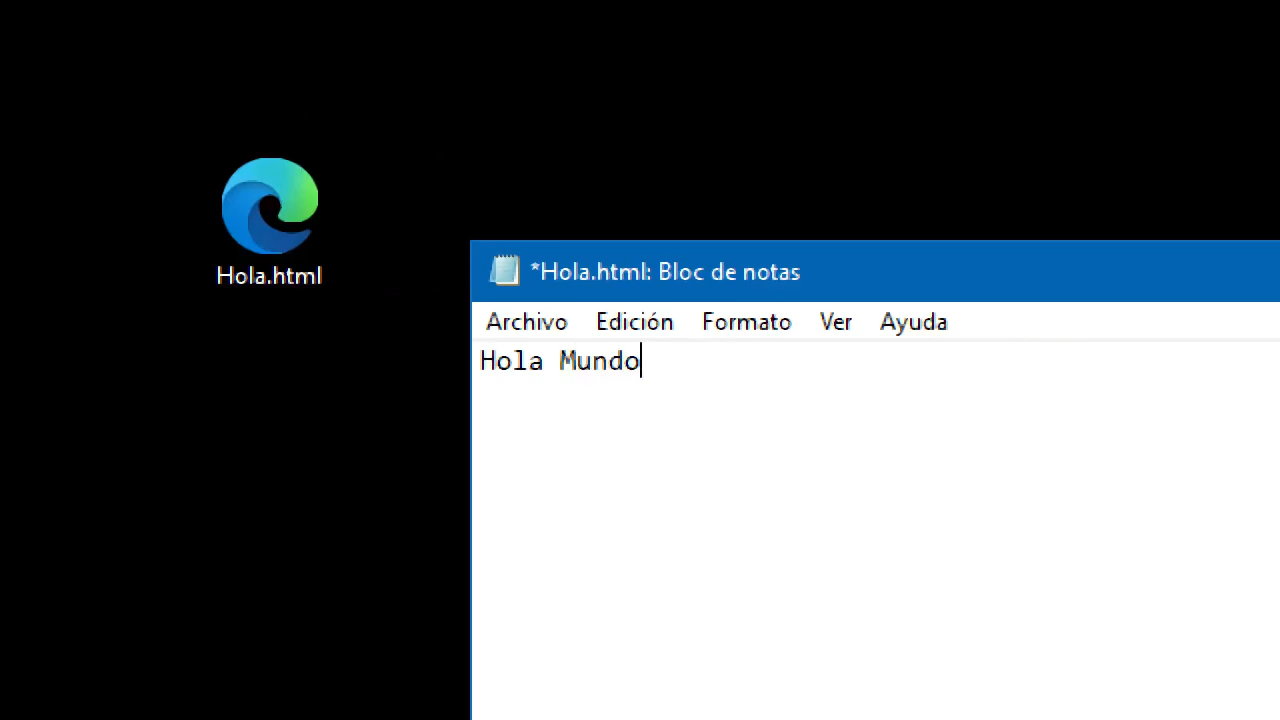 Hola.html
*Hola.html: Bloc de notas
Archivo Edición Formato Ver Ayuda
Hola Mundo